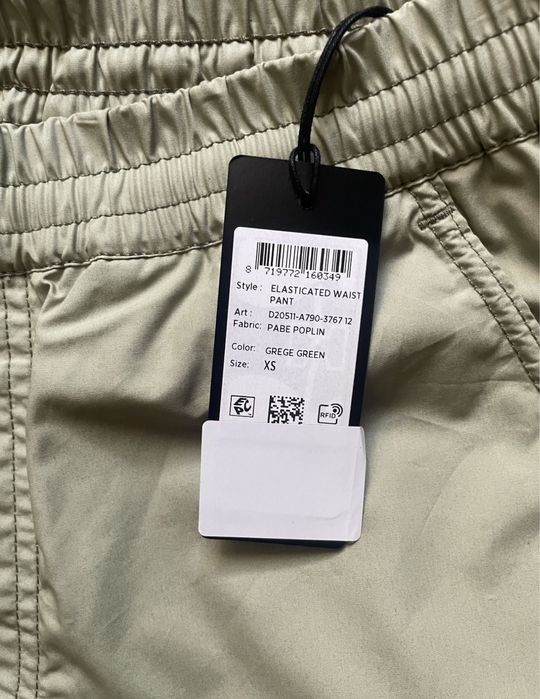 8 719772 160349
Style : ELASTICATED WAIST
PANT
Art : D20511-A790-3767 12
Fabric: PABE POPLIN
Color: GREGE GREEN
Size: XS
EPC
RFID